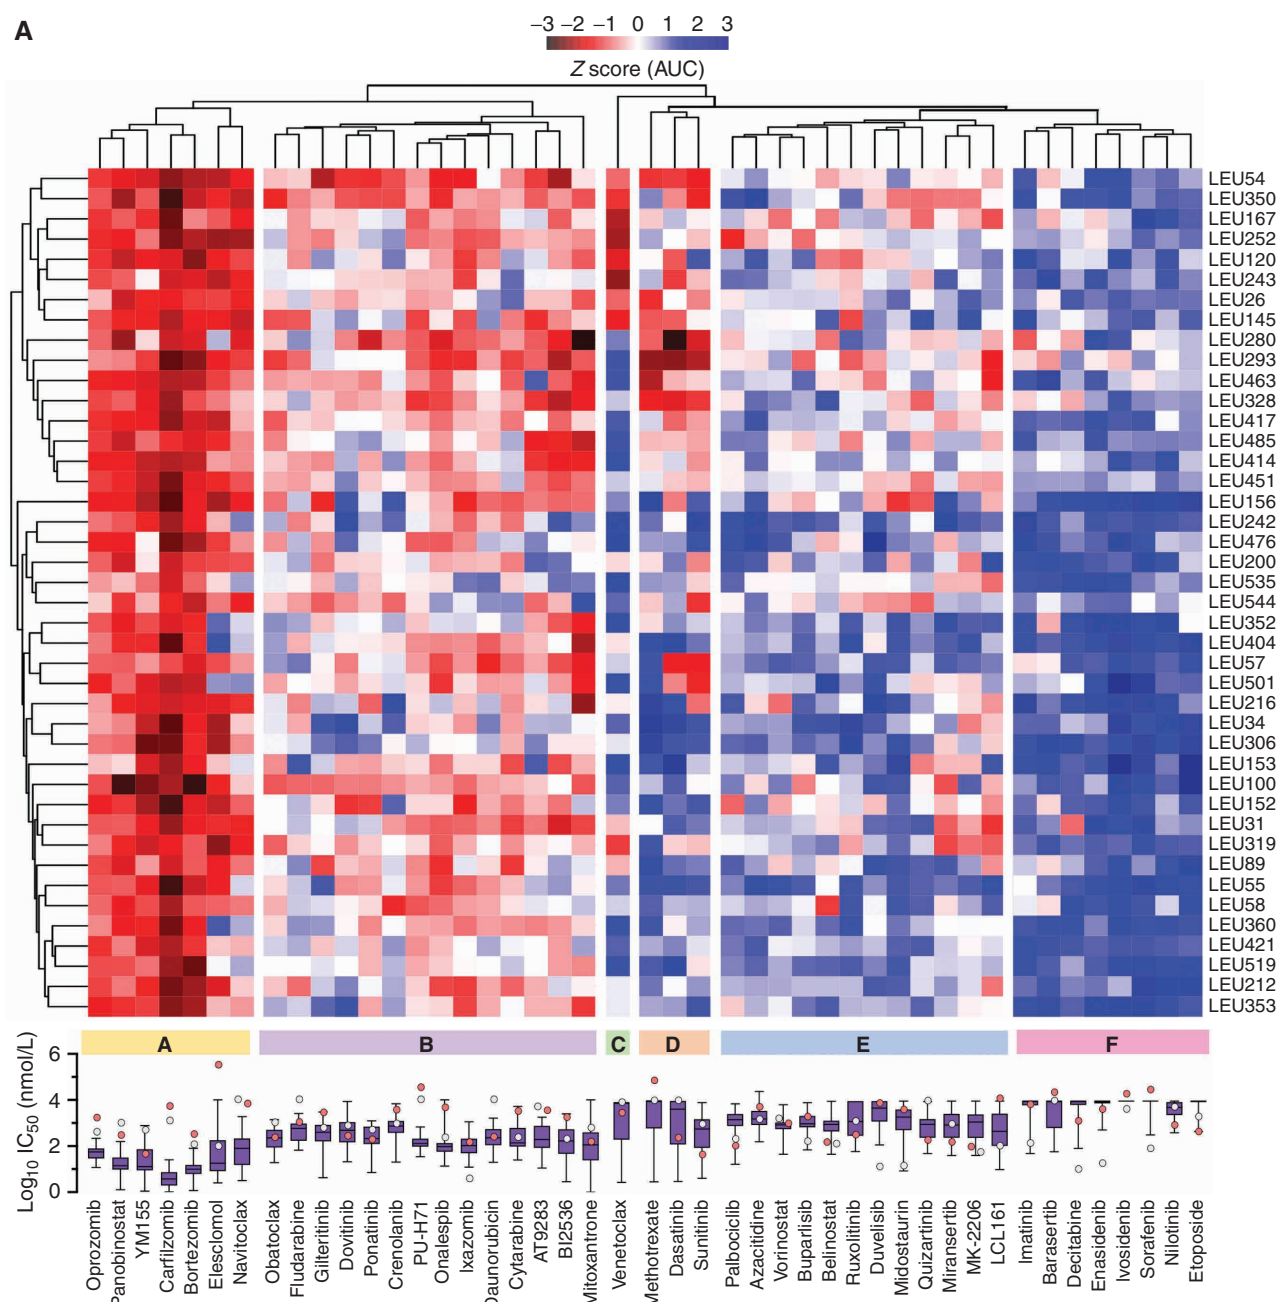 A
−3 −2 −1 0 1 2 3
Z score (AUC)
LEU54
LEU350
LEU167
LEU252
LEU120
LEU243
LEU26
LEU145
LEU280
LEU293
LEU463
LEU328
LEU417
LEU485
LEU414
LEU451
LEU156
LEU242
LEU476
LEU200
LEU535
LEU544
LEU352
LEU404
LEU57
LEU501
LEU216
LEU34
LEU306
LEU153
LEU100
LEU152
LEU31
LEU319
LEU89
LEU55
LEU58
LEU360
LEU421
LEU519
LEU212
LEU353
A B C D E F
Log10 IC50 (nmol/L)
6
4
2
0
Oprozomib
Panobinostat
YM155
Carfilzomib
Bortezomib
Elesclomol
Navitoclax
Obatoclax
Fludarabine
Gilteritinib
Dovitinib
Ponatinib
Crenolanib
PU-H71
Onalespib
Ixazomib
Daunorubicin
Cytarabine
AT9283
BI2536
Mitoxantrone
Venetoclax
Methotrexate
Dasatinib
Sunitinib
Palbociclib
Azacitidine
Vorinostat
Buparlisib
Belinostat
Ruxolitinib
Duvelisib
Midostaurin
Quizartinib
Miransertib
MK-2206
LCL161
Imatinib
Barasertib
Decitabine
Enasidenib
Ivosidenib
Sorafenib
Nilotinib
Etoposide